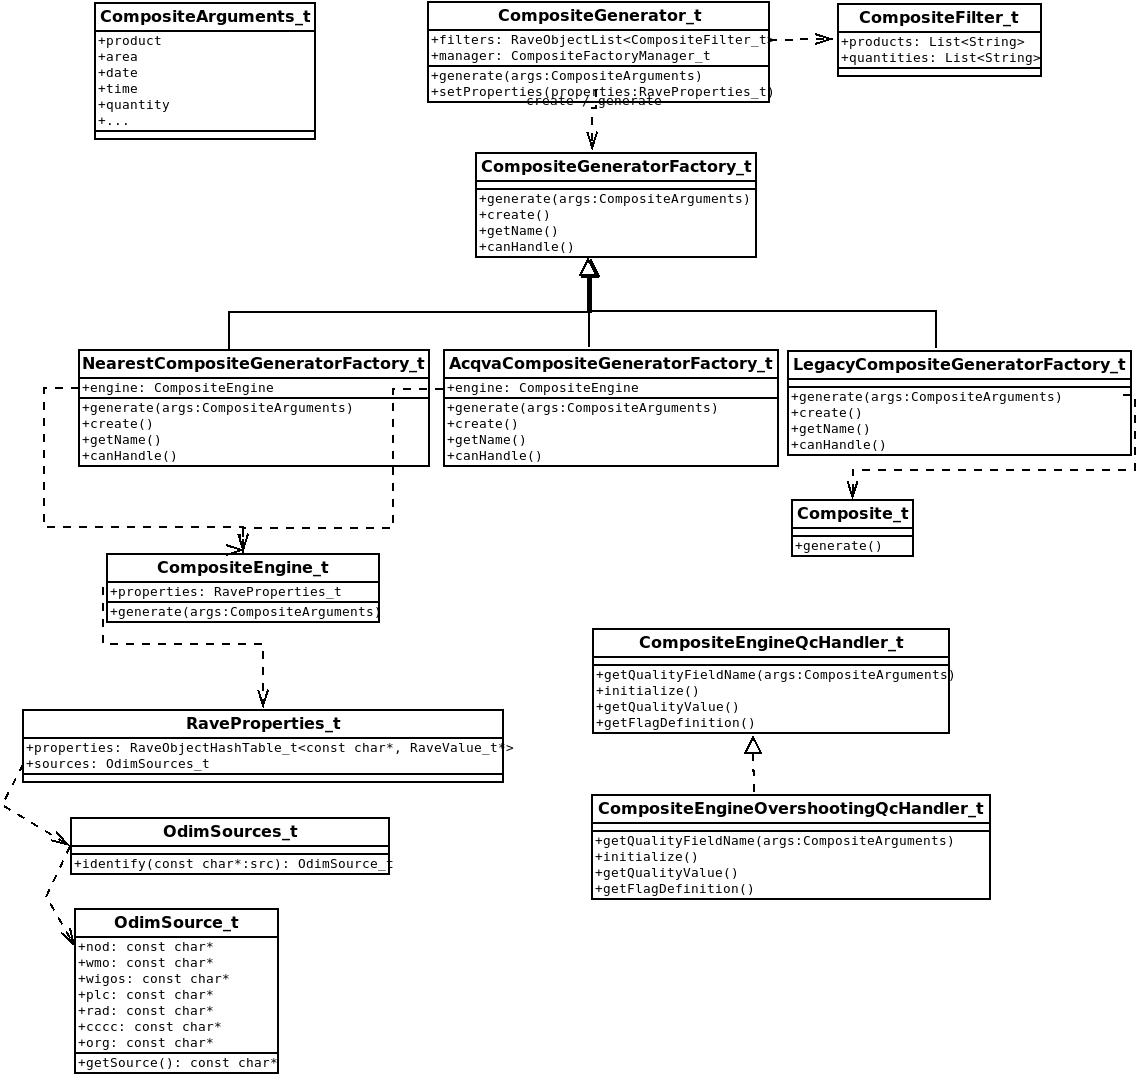 CompositeArguments_t
+product
+area
+date
+time
+quantity
+...
CompositeGenerator_t
+filters: RaveObjectList<CompositeFilter_t>
+manager: CompositeFactoryManager_t
+generate(args:CompositeArguments)
+setProperties(properties:RaveProperties_t)
create / generate
CompositeFilter_t
+products: List<String>
+quantities: List<String>
CompositeGeneratorFactory_t
+generate(args:CompositeArguments)
+create()
+getName()
+canHandle()
NearestCompositeGeneratorFactory_t
+engine: CompositeEngine
+generate(args:CompositeArguments)
+create()
+getName()
+canHandle()
AcqvaCompositeGeneratorFactory_t
+engine: CompositeEngine
+generate(args:CompositeArguments)
+create()
+getName()
+canHandle()
LegacyCompositeGeneratorFactory_t
+generate(args:CompositeArguments)
+create()
+getName()
+canHandle()
Composite_t
+generate()
CompositeEngine_t
+properties: RaveProperties_t
+generate(args:CompositeArguments)
CompositeEngineQcHandler_t
+getQualityFieldName(args:CompositeArguments)
+initialize()
+getQualityValue()
+getFlagDefinition()
RaveProperties_t
+properties: RaveObjectHashTable_t<const char*, RaveValue_t*>
+sources: OdimSources_t
CompositeEngineOvershootingQcHandler_t
+getQualityFieldName(args:CompositeArguments)
+initialize()
+getQualityValue()
+getFlagDefinition()
OdimSources_t
+identify(const char*:src): OdimSource_t
OdimSource_t
+nod: const char*
+wmo: const char*
+wigos: const char*
+plc: const char*
+rad: const char*
+cccc: const char*
+org: const char*
+getSource(): const char*